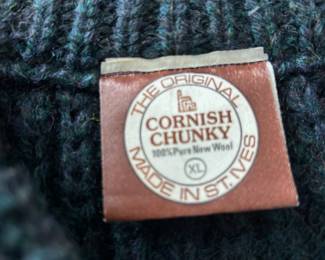 THE ORIGINAL
CORNISH
CHUNKY
100% Pure New Wool
XL
MADE IN ST. IVES